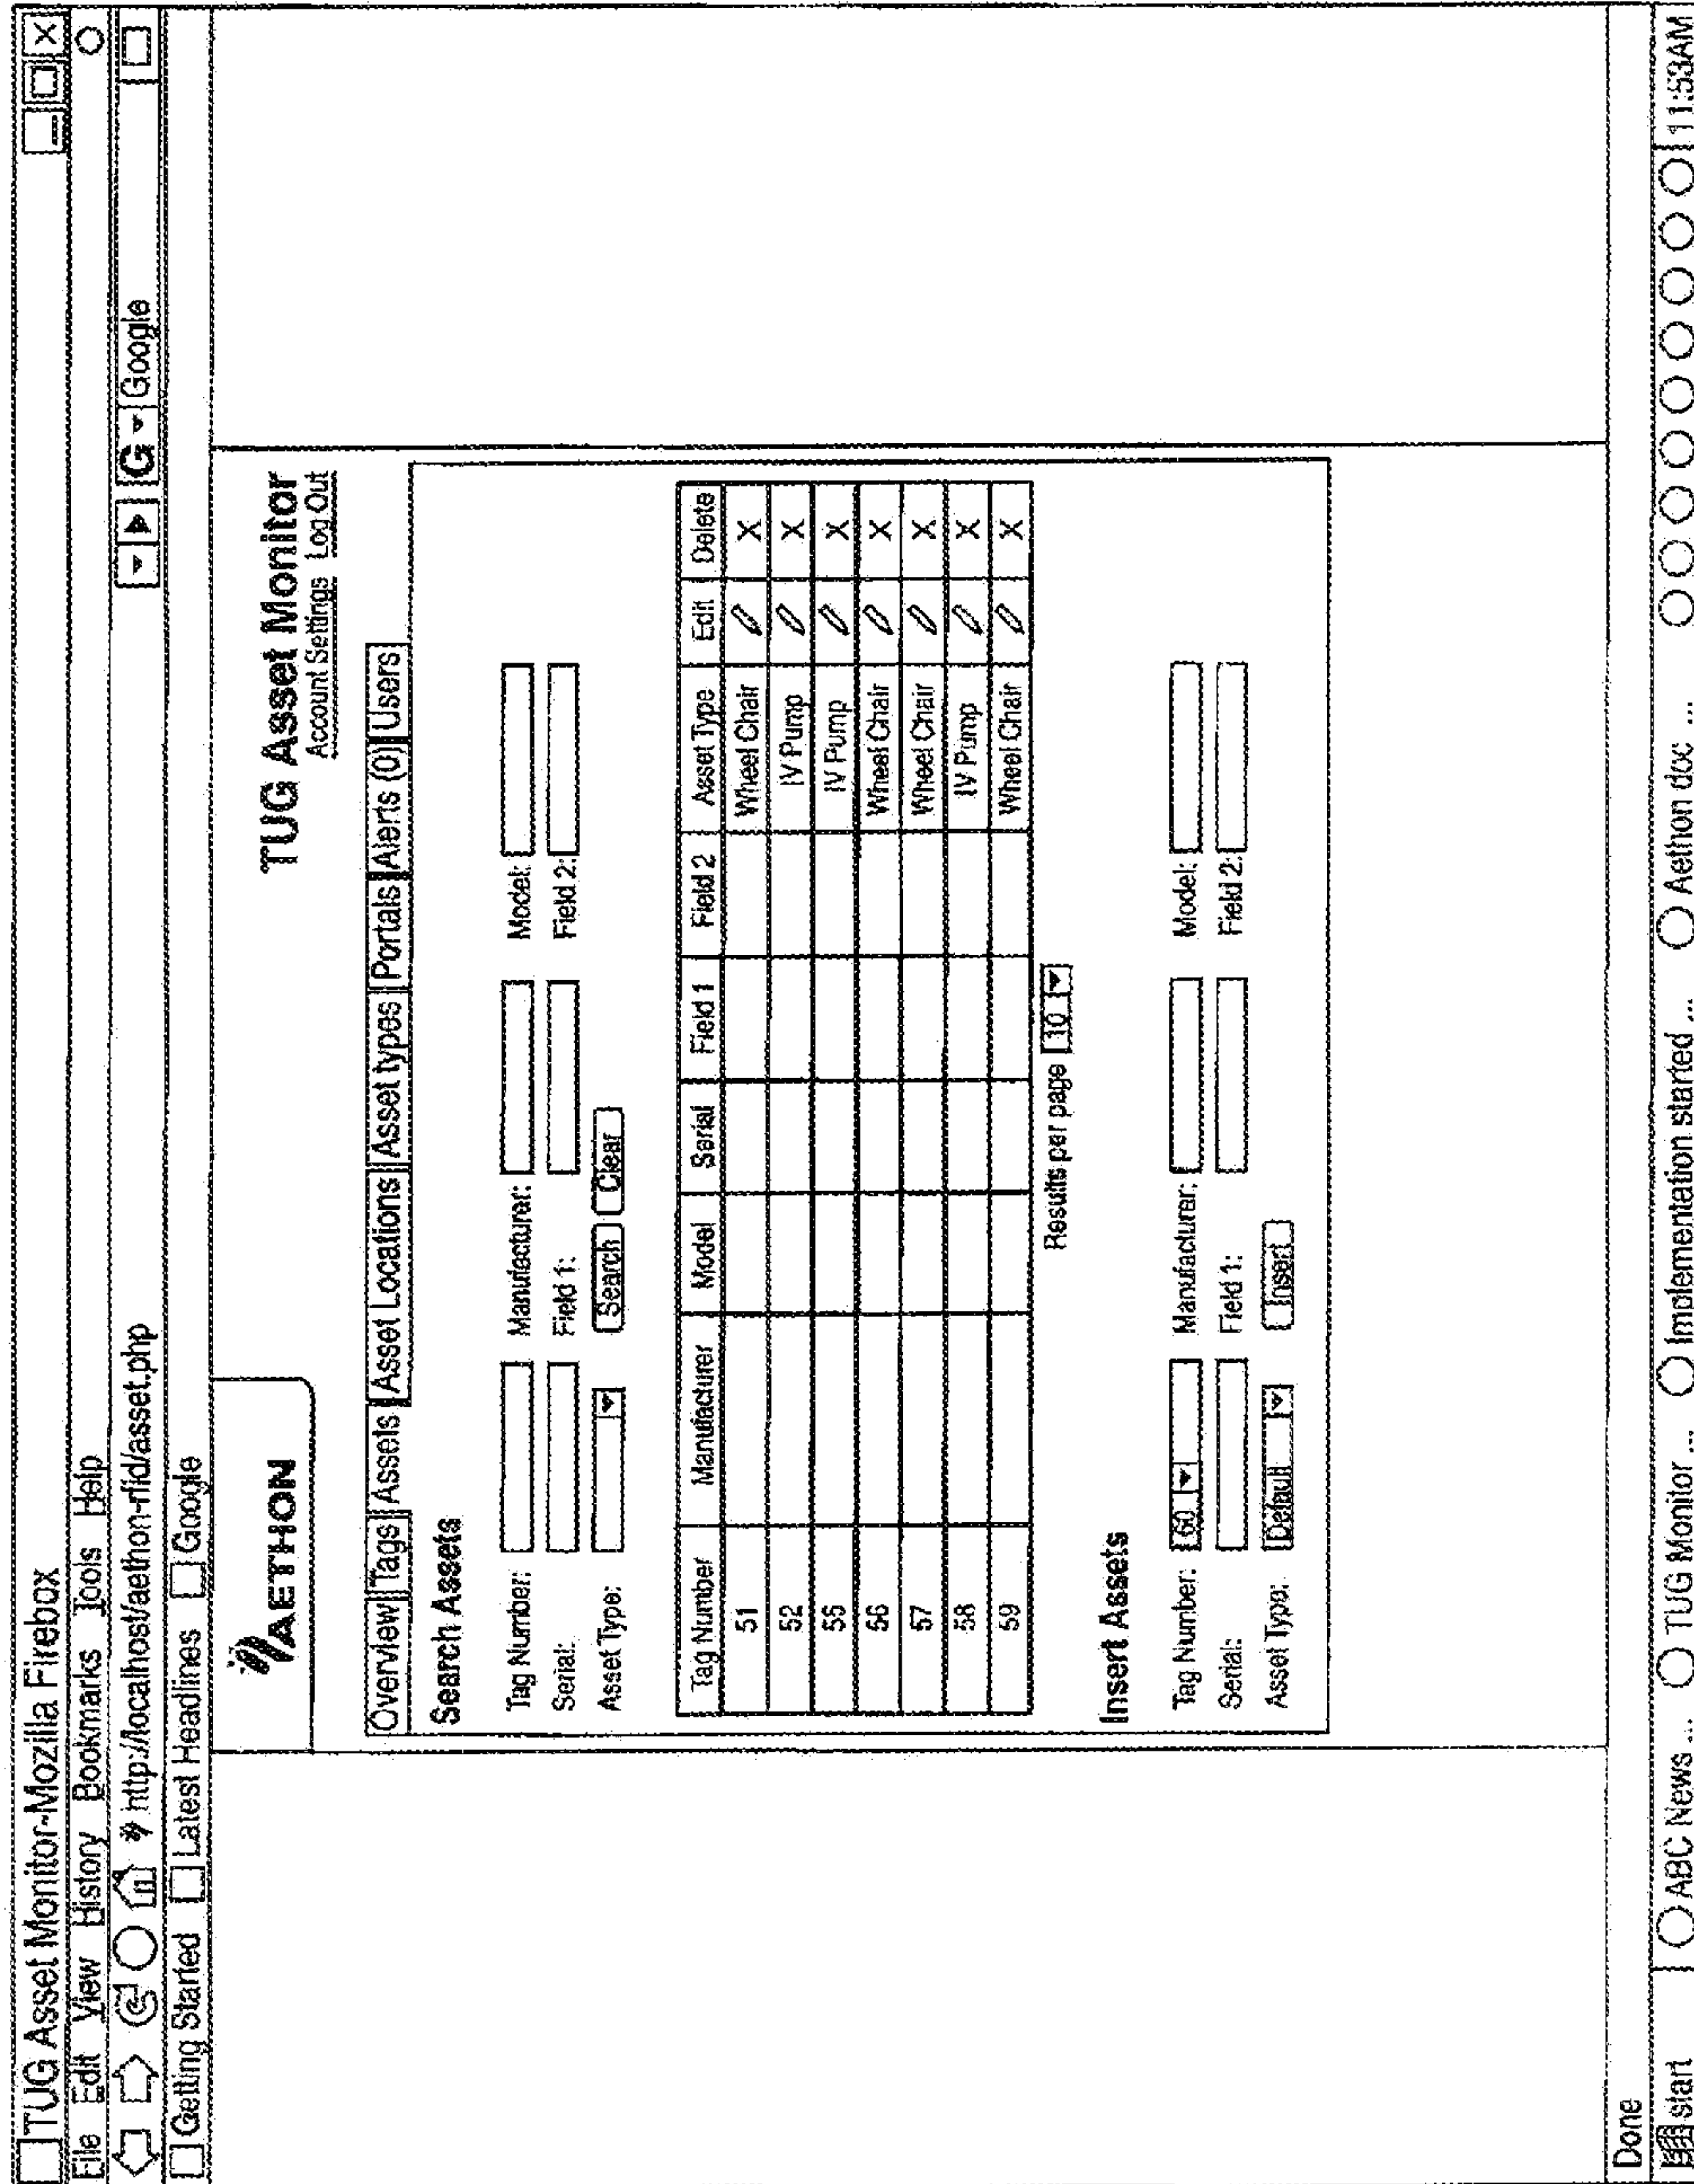 TUG Asset Monitor-Mozilla Firebox
File Edit View History Bookmarks Tools Help
http://localhost/aethon-rfid/asset.php G Google
Getting Started Latest Headlines Google
AETHON
TUG Asset Monitor
Account Settings Log Out
Overview Tags Assets Asset Locations Asset types Portals Alerts (0) Users
Search Assets
Tag Number: Manufacturer: Model:
Serial: Field 1: Field 2:
Asset Type: Search Clear
Tag Number Manufacturer Model Serial Field 1 Field 2 Asset Type Edit Delete
51 Wheel Chair X
52 IV Pump X
55 IV Pump X
56 Wheel Chair X
57 Wheel Chair X
58 IV Pump X
59 Wheel Chair X
Results per page 10
Insert Assets
Tag Number: 60 Manufacturer: Model:
Serial: Field 1: Field 2:
Asset Type: Default Insert
Done
start ABC News ... TUG Monitor ... Implementation started ... Aethon doc ... 11:53AM